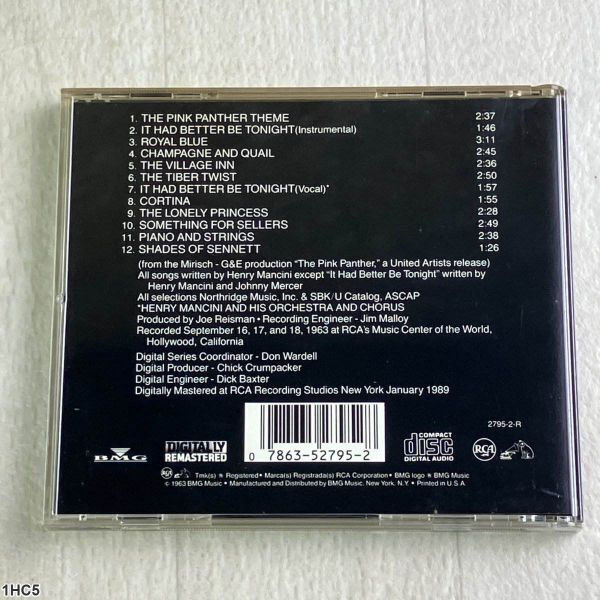 1. THE PINK PANTHER THEME 2:37
2. IT HAD BETTER BE TONIGHT(Instrumental) 1:46
3. ROYAL BLUE 3:11
4. CHAMPAGNE AND QUAIL 2:45
5. THE VILLAGE INN 2:36
6. THE TIBER TWIST 2:50
7. IT HAD BETTER BE TONIGHT(Vocal)* 1:57
8. CORTINA 1:55
9. THE LONELY PRINCESS 2:28
10. SOMETHING FOR SELLERS 2:49
11. PIANO AND STRINGS 2:38
12. SHADES OF SENNETT 1:26
(from the Mirisch - G&E production "The Pink Panther," a United Artists release)
All songs written by Henry Mancini except "It Had Better Be Tonight" written by
Henry Mancini and Johnny Mercer
All selections Northridge Music, Inc. & SBK/U Catalog, ASCAP
*HENRY MANCINI AND HIS ORCHESTRA AND CHORUS
Produced by Joe Reisman • Recording Engineer - Jim Malloy
Recorded September 16, 17, and 18, 1963 at RCA's Music Center of the World,
Hollywood, California
Digital Series Coordinator - Don Wardell
Digital Producer - Chick Crumpacker
Digital Engineer - Dick Baxter
Digitally Mastered at RCA Recording Studios New York January 1989
2795-2-R
BMG
DIGITALLY
REMASTERED
0 7863-52795-2
COMPACT
disc
DIGITAL AUDIO
RCA
Tmk(s) ® Registered • Marca(s) Registrada(s) RCA Corporation • BMG logo ® BMG Music
© 1963 BMG Music • Manufactured and Distributed by BMG Music, New York, N.Y. • Printed in U.S.A
1HC5